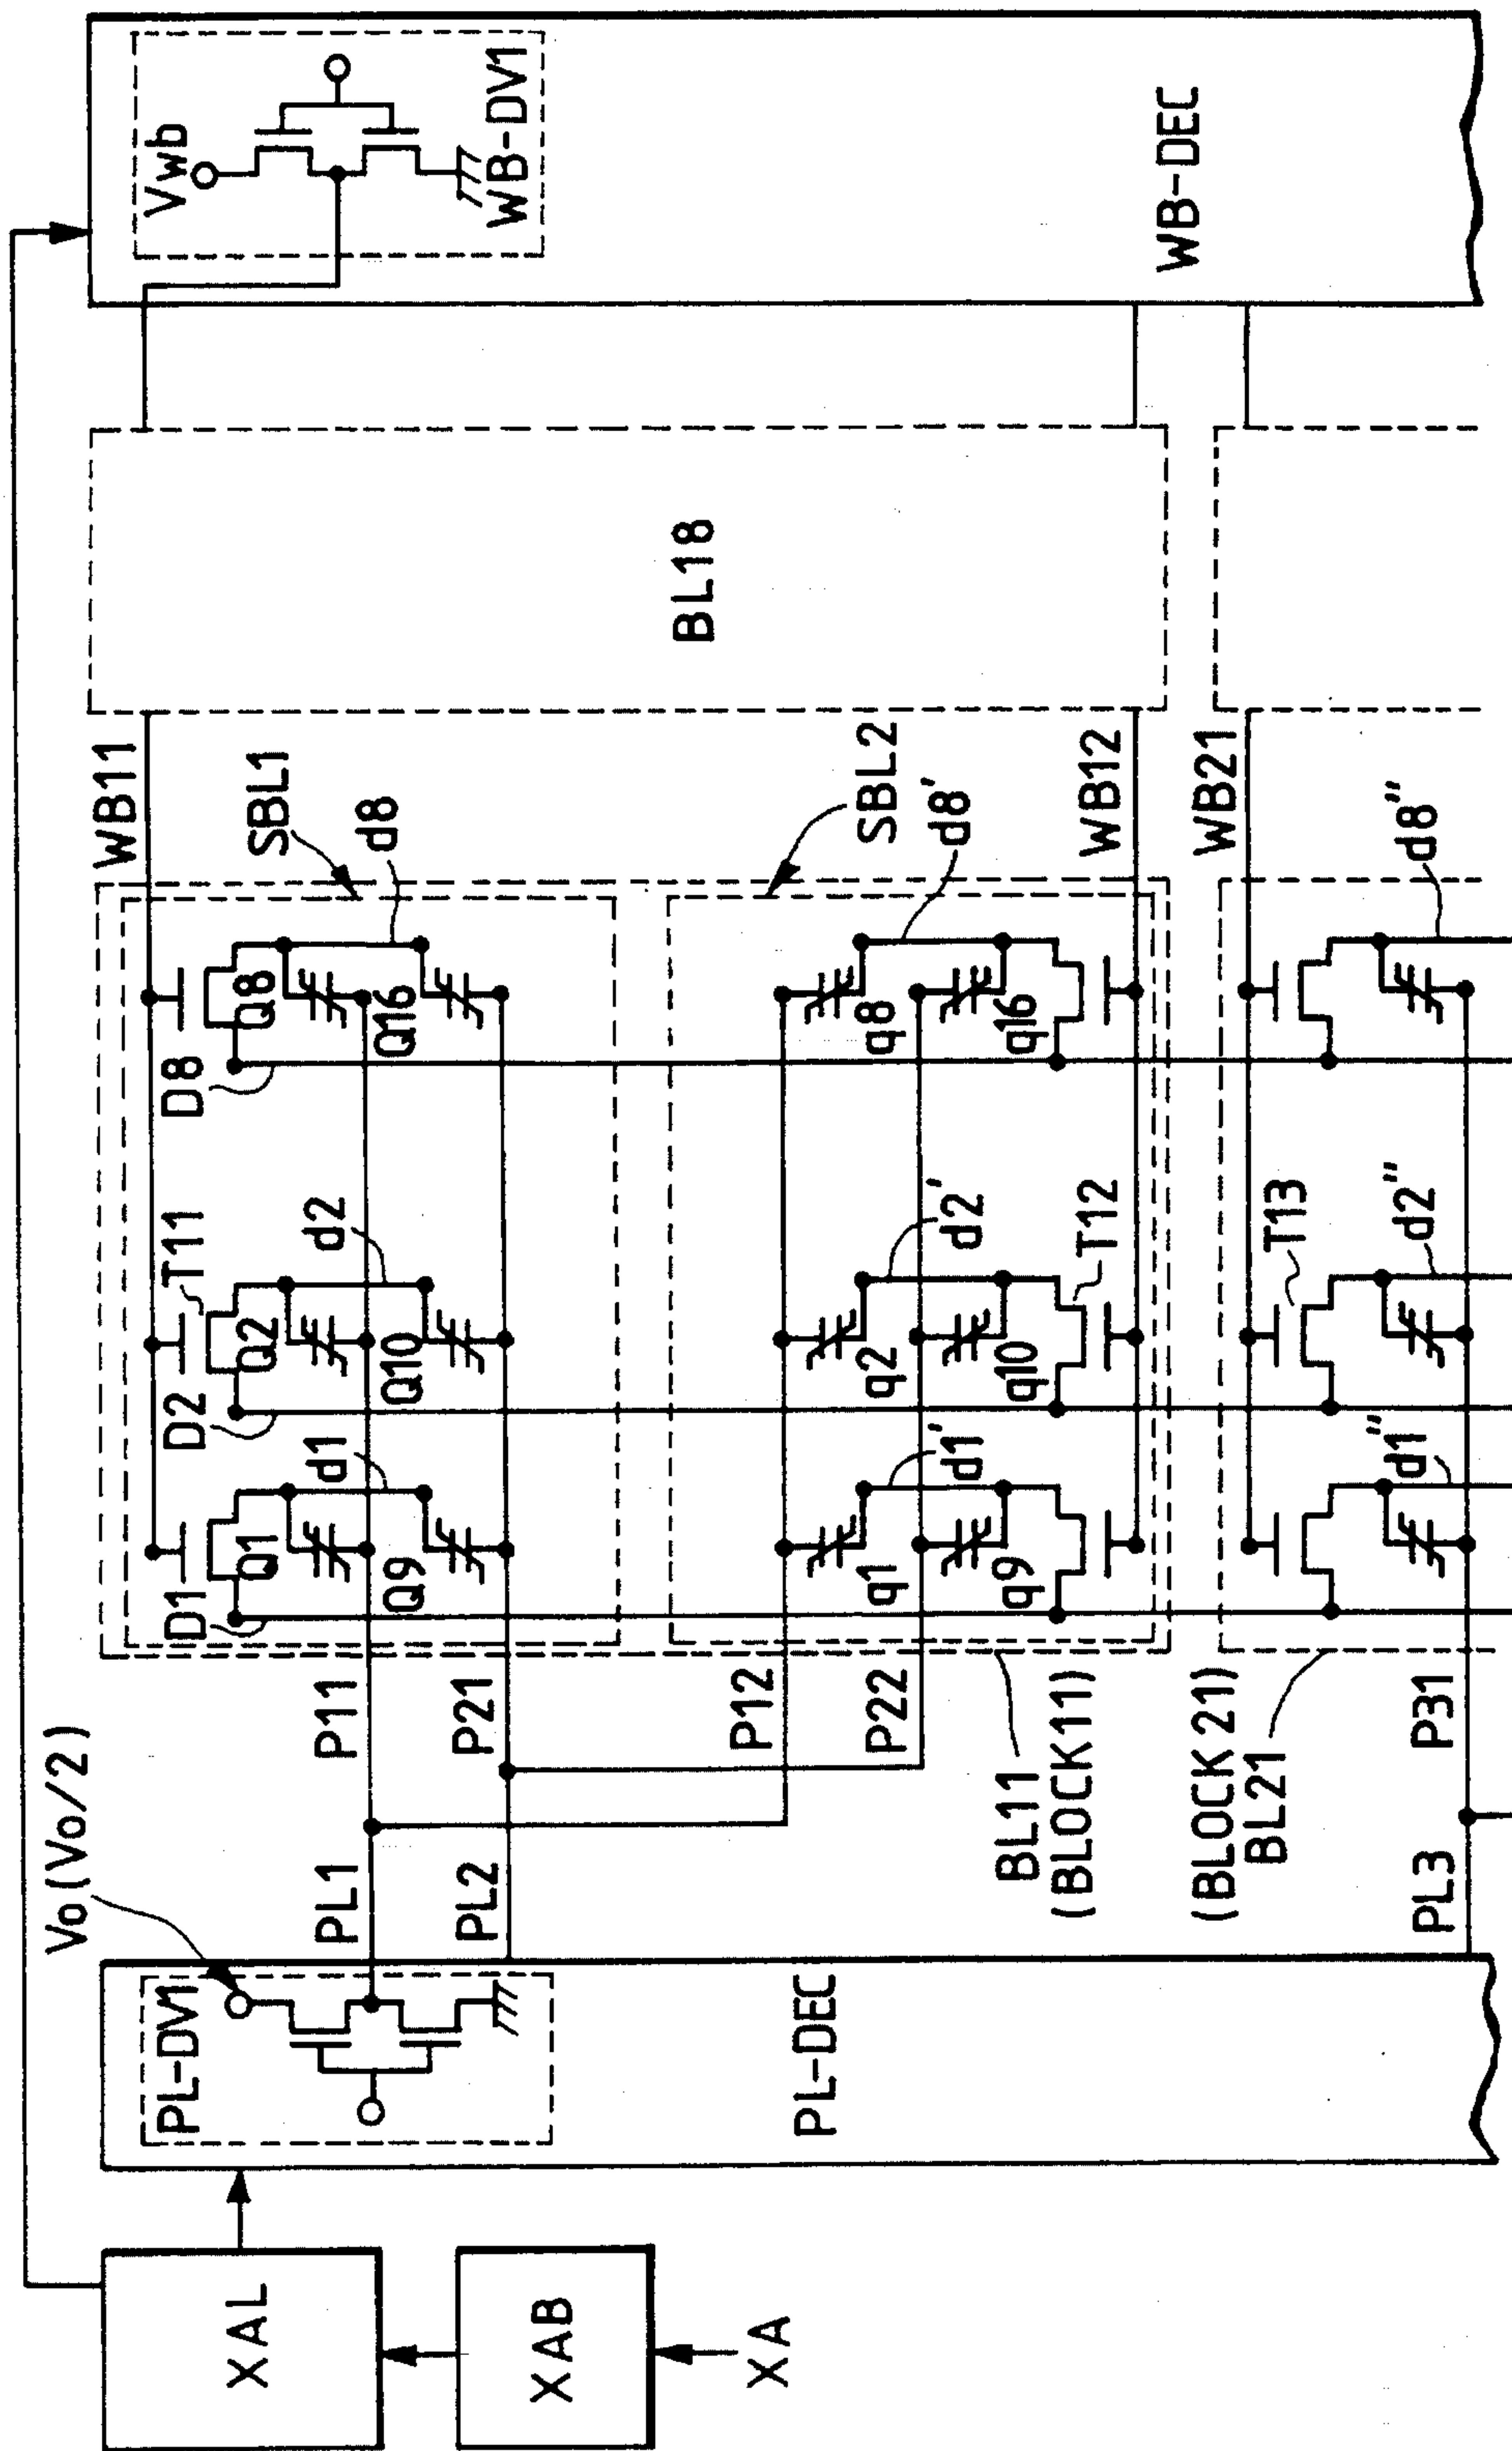 XAL
XAB
XA
Vo(Vo/2)
PL-DV1
PL-DEC
PL1
PL2
PL3
P11
P21
P12
P22
P31
BL11
(BLOCK11)
(BLOCK 21)
BL21
D1
Q1
d1
Q9
D2
Q2
T11
d2
Q10
D8
Q8
d8
Q16
WB11
SBL1
q1
d1'
q9
q2
d2'
q10
T12
q8
d8'
q16
SBL2
WB12
WB21
T13
d1"
d2"
d8"
BL18
Vwb
WB-DV1
WB-DEC